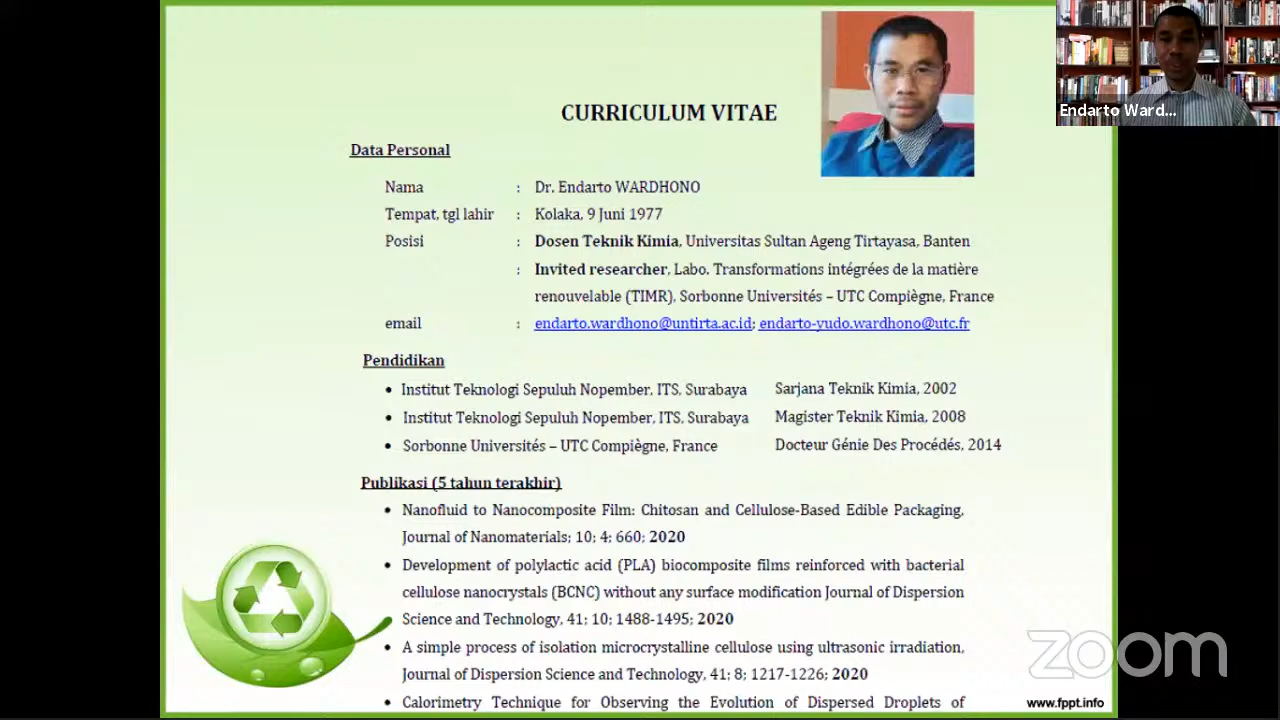 CURRICULUM VITAE
Endarto Ward...
Data Personal
Nama : Dr. Endarto WARDHONO
Tempat, tgl lahir : Kolaka, 9 Juni 1977
Posisi : Dosen Teknik Kimia, Universitas Sultan Ageng Tirtayasa, Banten
: Invited researcher, Labo. Transformations intégrées de la matière
renouvelable (TIMR), Sorbonne Universités – UTC Compiègne, France
email : endarto.wardhono@untirta.ac.id; endarto-yudo.wardhono@utc.fr
Pendidikan
• Institut Teknologi Sepuluh Nopember, ITS, Surabaya Sarjana Teknik Kimia, 2002
• Institut Teknologi Sepuluh Nopember, ITS, Surabaya Magister Teknik Kimia, 2008
• Sorbonne Universités – UTC Compiègne, France Docteur Génie Des Procédés, 2014
Publikasi (5 tahun terakhir)
• Nanofluid to Nanocomposite Film: Chitosan and Cellulose-Based Edible Packaging,
Journal of Nanomaterials; 10; 4; 660; 2020
• Development of polylactic acid (PLA) biocomposite films reinforced with bacterial
cellulose nanocrystals (BCNC) without any surface modification Journal of Dispersion
Science and Technology, 41; 10; 1488-1495; 2020
• A simple process of isolation microcrystalline cellulose using ultrasonic irradiation,
Journal of Dispersion Science and Technology, 41; 8; 1217-1226; 2020
• Calorimetry Technique for Observing the Evolution of Dispersed Droplets of
zoom
www.fppt.info